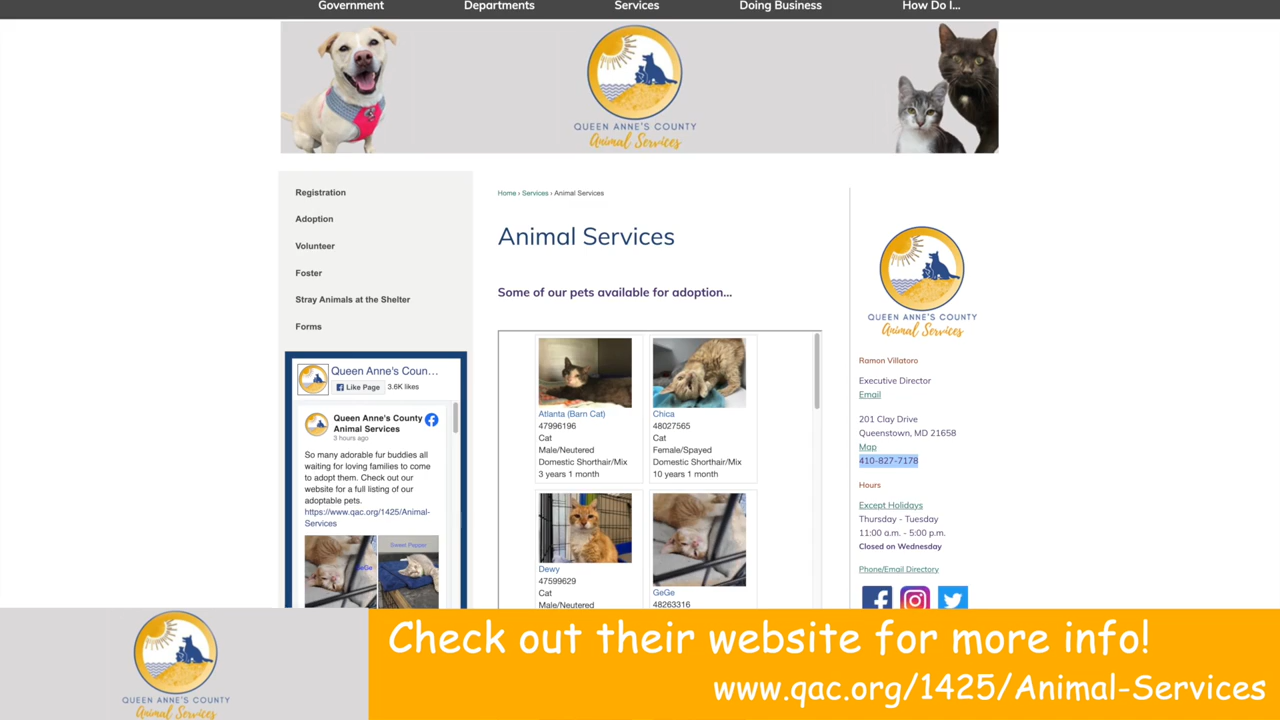 Government
Departments
Services
Doing Business
How Do I...
QUEEN ANNE'S COUNTY
Animal Services
Registration
Adoption
Volunteer
Foster
Stray Animals at the Shelter
Forms
Queen Anne's Coun...
Like Page
3.6K likes
Queen Anne's County
Animal Services
3 hours ago
So many adorable fur buddies all
waiting for loving families to come
to adopt them. Check out our
website for a full listing of our
adoptable pets.
https://www.qac.org/1425/Animal-
Services
GeGe
Sweet Pepper
Home › Services › Animal Services
Animal Services
Some of our pets available for adoption...
Atlanta (Barn Cat)
47996196
Cat
Male/Neutered
Domestic Shorthair/Mix
3 years 1 month
Chica
48027565
Cat
Female/Spayed
Domestic Shorthair/Mix
10 years 1 month
Dewy
47599629
Cat
Male/Neutered
GeGe
48263316
QUEEN ANNE'S COUNTY
Animal Services
Ramon Villatoro
Executive Director
Email
201 Clay Drive
Queenstown, MD 21658
Map
410-827-7178
Hours
Except Holidays
Thursday - Tuesday
11:00 a.m. - 5:00 p.m.
Closed on Wednesday
Phone/Email Directory
QUEEN ANNE'S COUNTY
Animal Services
Check out their website for more info!
www.qac.org/1425/Animal-Services